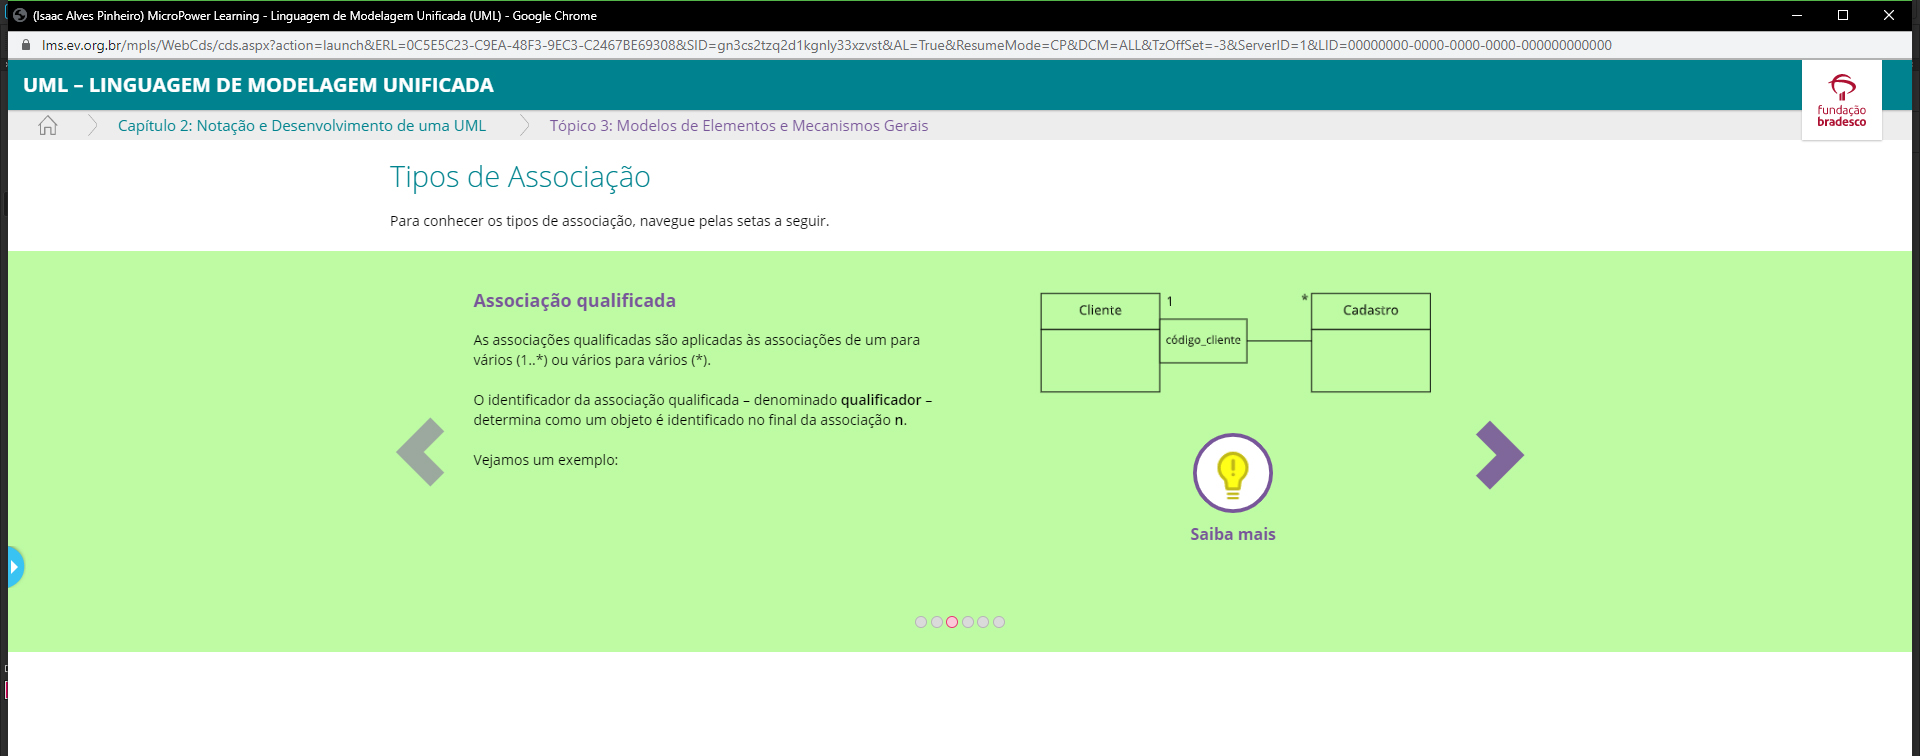 (Isaac Alves Pinheiro) MicroPower Learning - Linguagem de Modelagem Unificada (UML) - Google Chrome
lms.ev.org.br/mpls/WebCds/cds.aspx?action=launch&ERL=0C5E5C23-C9EA-48F3-9EC3-C2467BE69308&SID=gn3cs2tzq2d1kgnly33xzvst&AL=True&ResumeMode=CP&DCM=ALL&TzOffSet=-3&ServerID=1&LID=00000000-0000-0000-0000-000000000000
UML – LINGUAGEM DE MODELAGEM UNIFICADA
fundação
bradesco
Capítulo 2: Notação e Desenvolvimento de uma UML
Tópico 3: Modelos de Elementos e Mecanismos Gerais
Tipos de Associação
Para conhecer os tipos de associação, navegue pelas setas a seguir.
Associação qualificada
As associações qualificadas são aplicadas às associações de um para
vários (1..*) ou vários para vários (*).
O identificador da associação qualificada – denominado qualificador –
determina como um objeto é identificado no final da associação n.
Vejamos um exemplo:
Cliente
1
*
Cadastro
código_cliente
Saiba mais